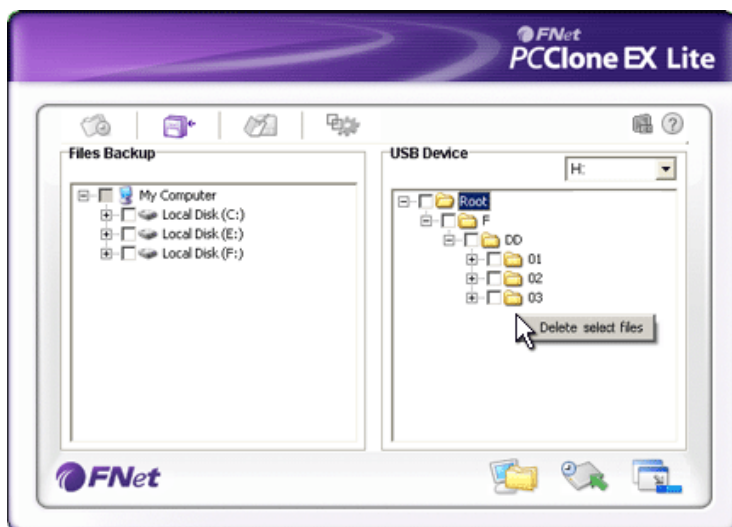 FNet
PCClone EX Lite
Files Backup
USB Device
H:
My Computer
Local Disk (C:)
Local Disk (E:)
Local Disk (F:)
Root
F
DD
01
02
03
Delete select files
FNet